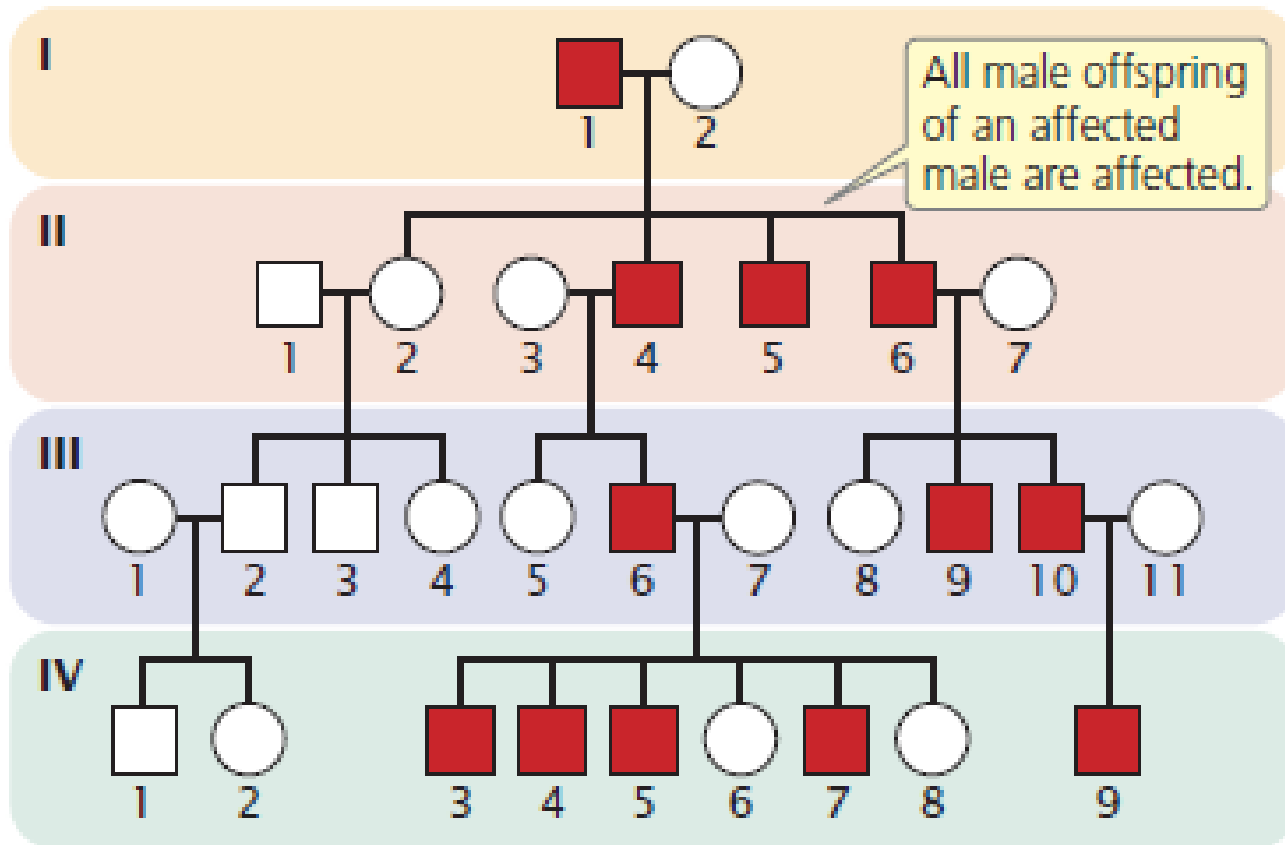 I
All male offspring
of an affected
male are affected.
1 2
II
1 2 3 4 5 6 7
III
1 2 3 4 5 6 7 8 9 10 11
IV
1 2 3 4 5 6 7 8 9